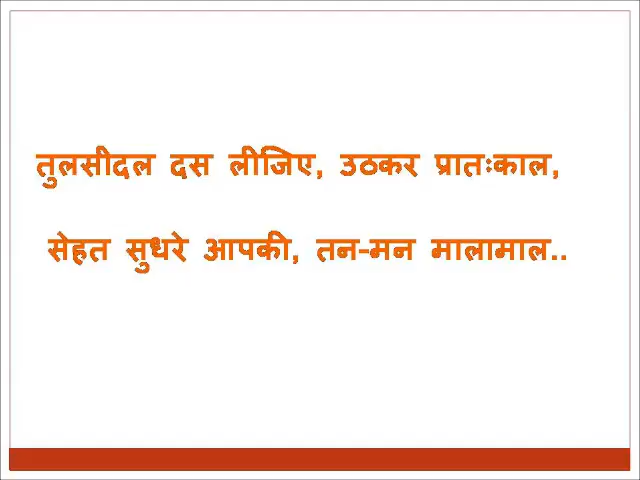 तुलसीदल दस लीजिए, उठकर प्रातःकाल,
सेहत सुधरे आपकी, तन-मन मालामाल..